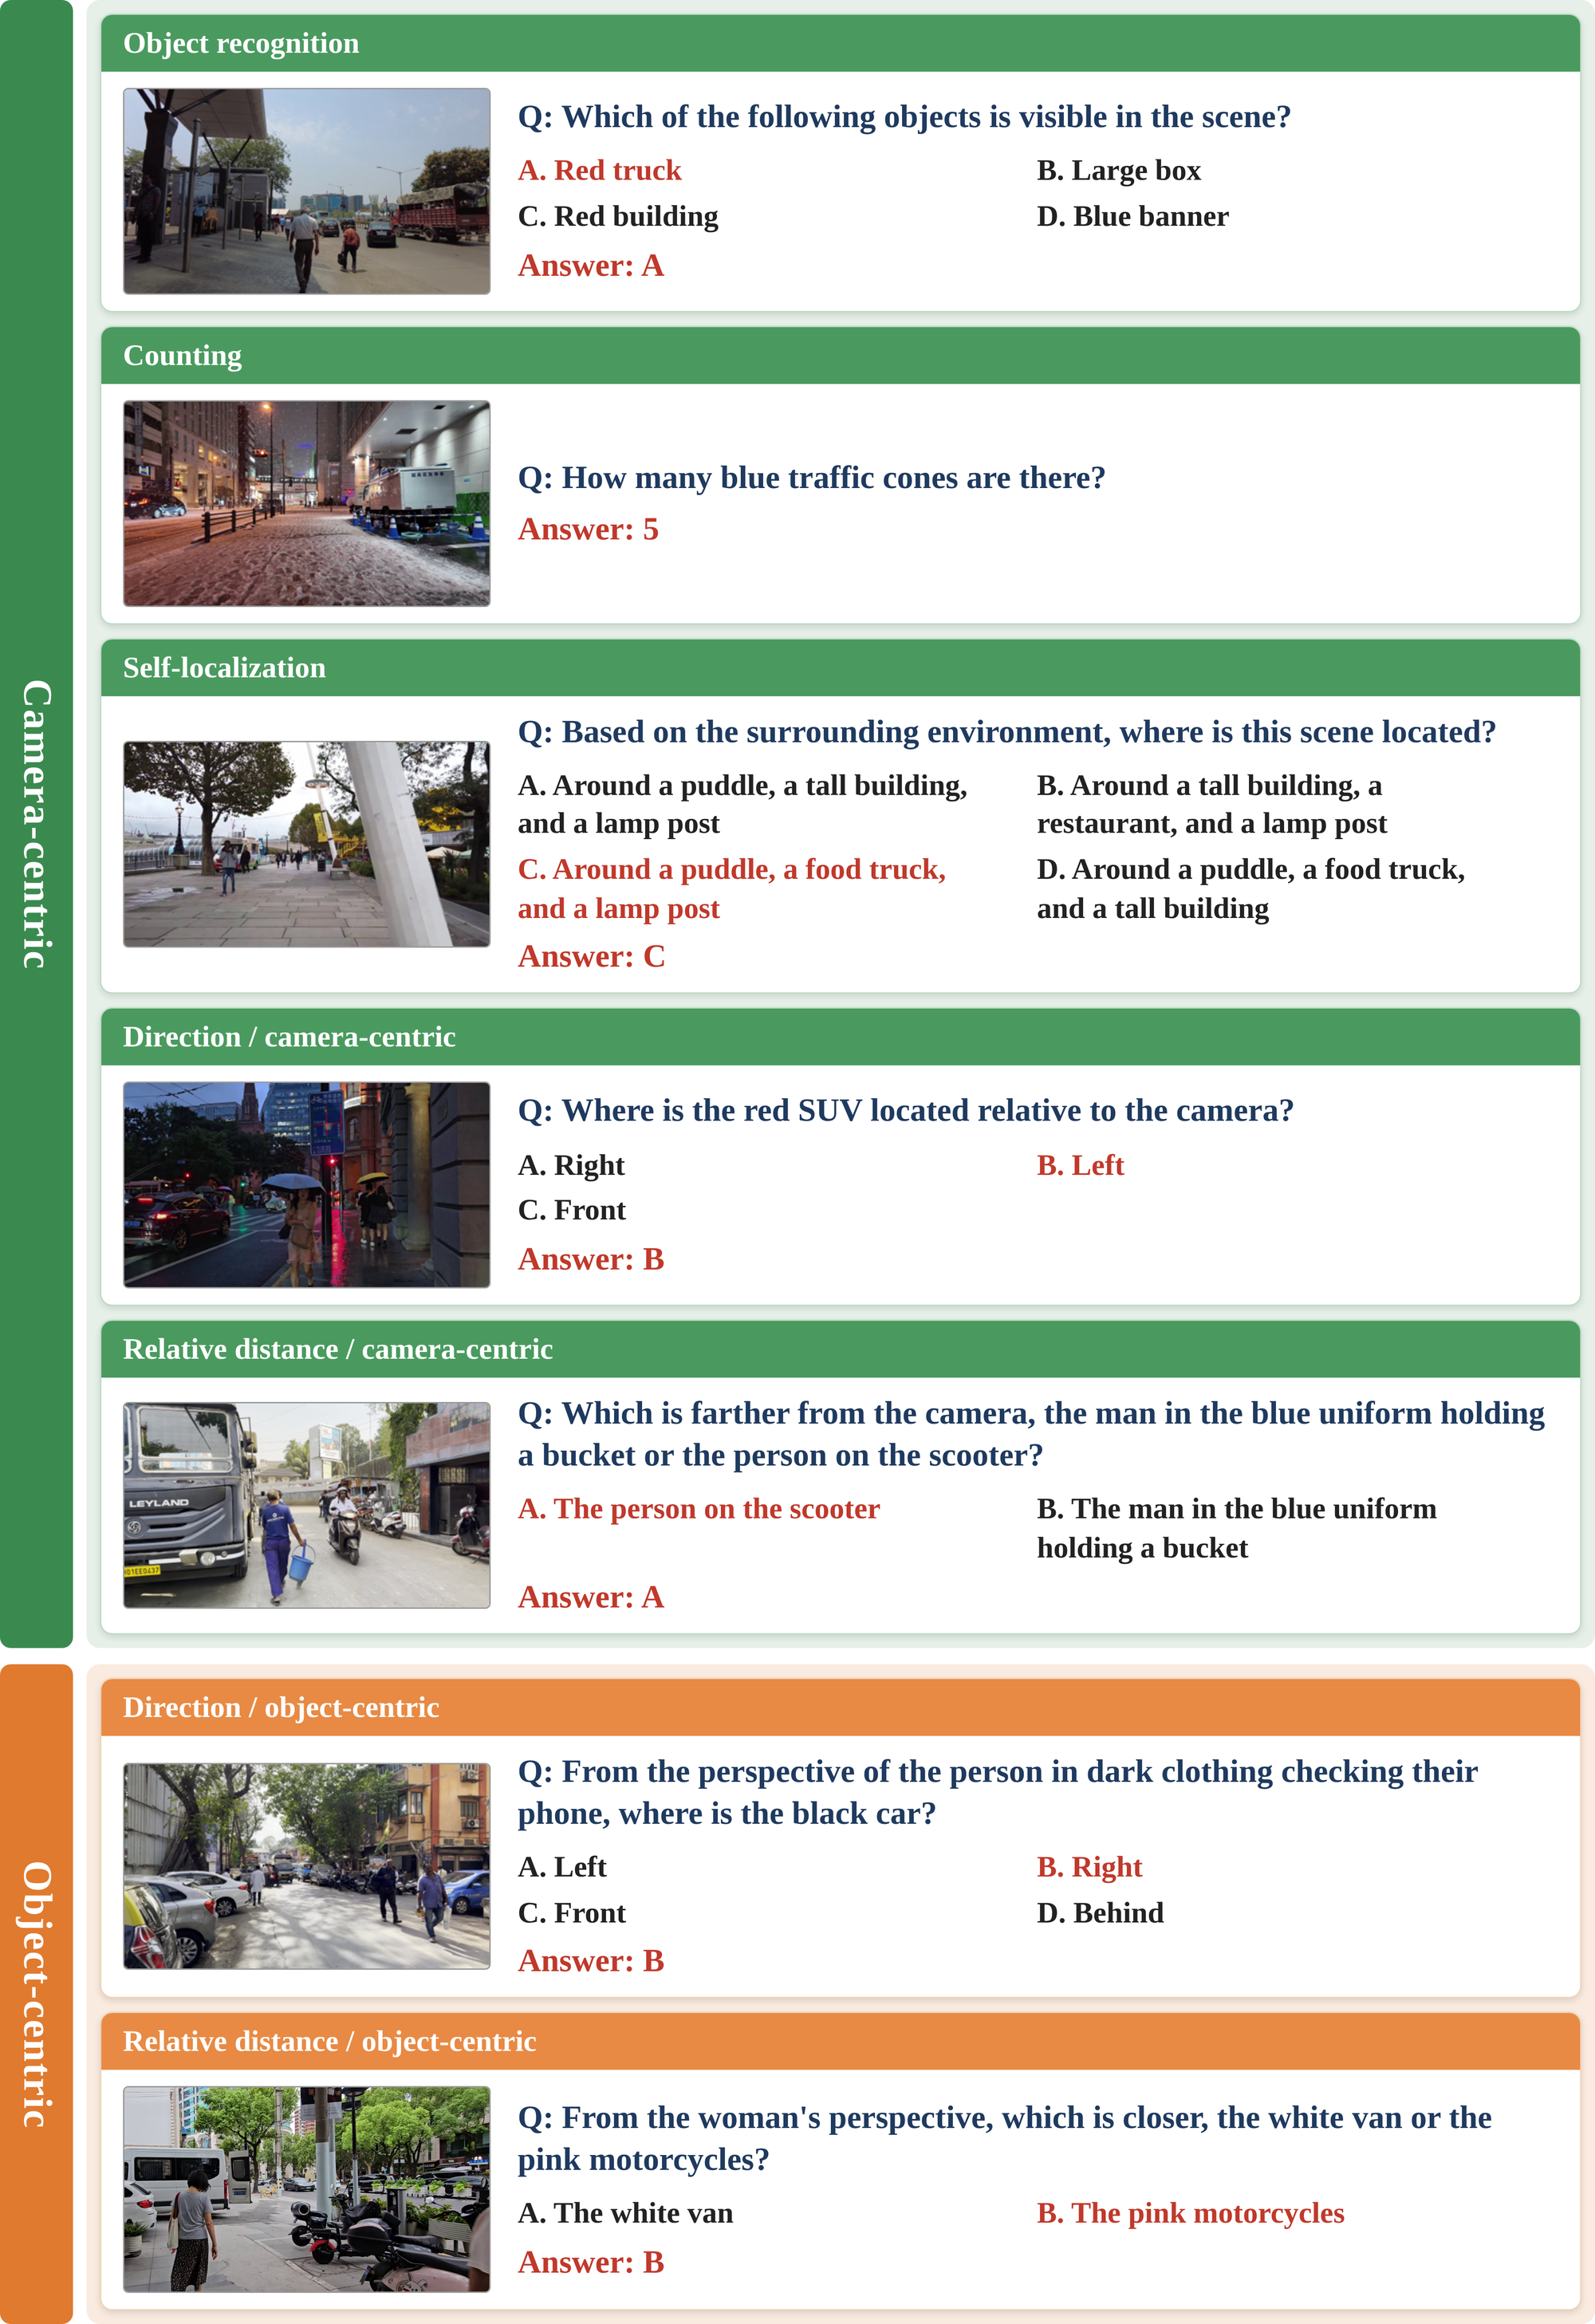 Camera-centric
Object recognition
Q: Which of the following objects is visible in the scene?
A. Red truck
B. Large box
C. Red building
D. Blue banner
Answer: A
Counting
Q: How many blue traffic cones are there?
Answer: 5
Self-localization
Q: Based on the surrounding environment, where is this scene located?
A. Around a puddle, a tall building,
and a lamp post
B. Around a tall building, a
restaurant, and a lamp post
C. Around a puddle, a food truck,
and a lamp post
D. Around a puddle, a food truck,
and a tall building
Answer: C
Direction / camera-centric
Q: Where is the red SUV located relative to the camera?
A. Right
B. Left
C. Front
Answer: B
Relative distance / camera-centric
LEYLAND
Q: Which is farther from the camera, the man in the blue uniform holding
a bucket or the person on the scooter?
A. The person on the scooter
B. The man in the blue uniform
holding a bucket
Answer: A
Object-centric
Direction / object-centric
Q: From the perspective of the person in dark clothing checking their
phone, where is the black car?
A. Left
B. Right
C. Front
D. Behind
Answer: B
Relative distance / object-centric
Q: From the woman's perspective, which is closer, the white van or the
pink motorcycles?
A. The white van
B. The pink motorcycles
Answer: B